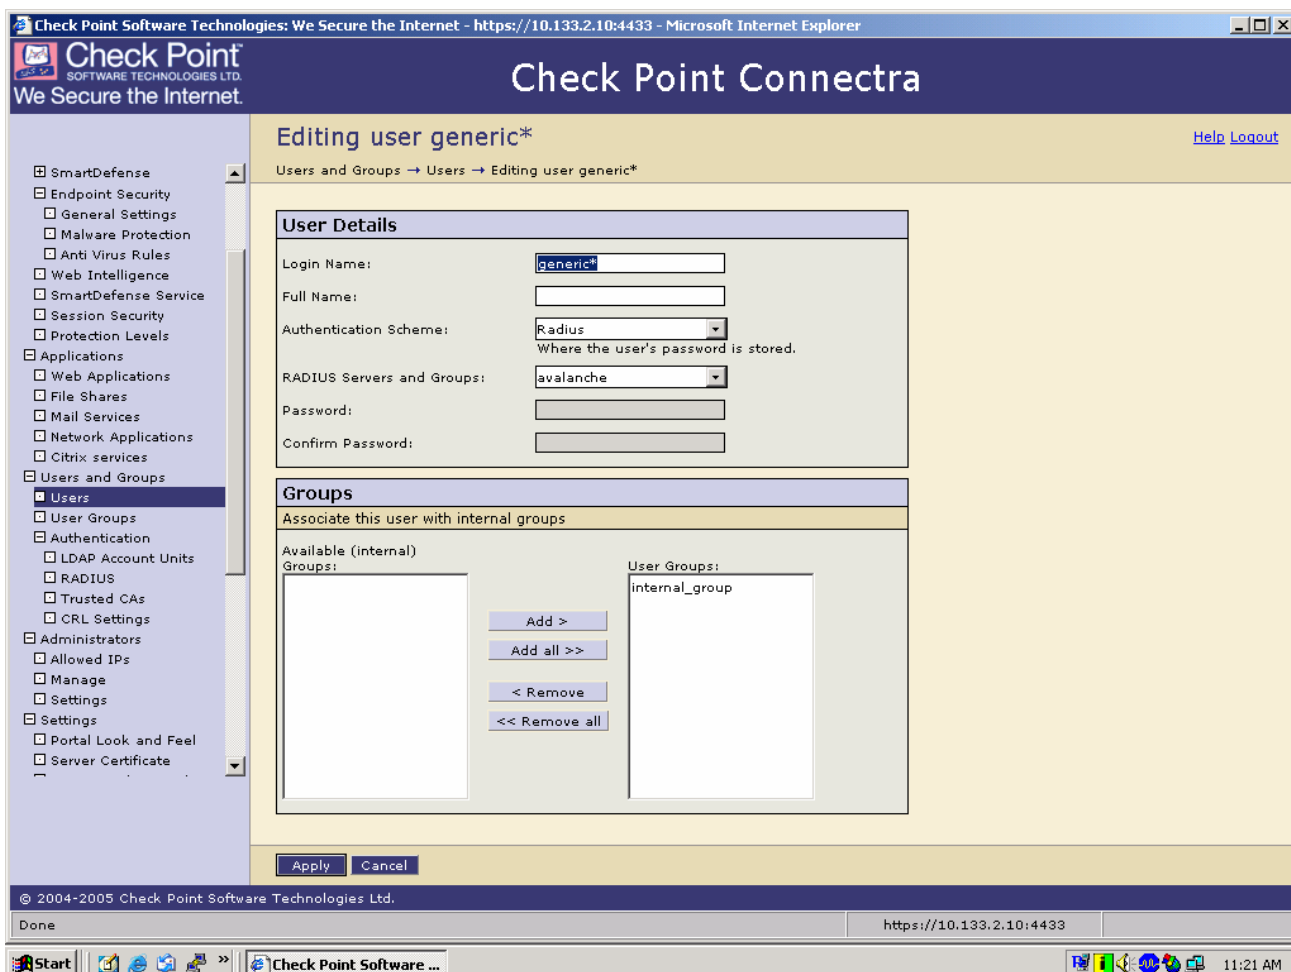 Check Point Software Technologies: We Secure the Internet - https://10.133.2.10:4433 - Microsoft Internet Explorer
Check Point
SOFTWARE TECHNOLOGIES LTD.
We Secure the Internet.
Check Point Connectra
Editing user generic*
Help Logout
Users and Groups → Users → Editing user generic*
SmartDefense
Endpoint Security
General Settings
Malware Protection
Anti Virus Rules
Web Intelligence
SmartDefense Service
Session Security
Protection Levels
Applications
Web Applications
File Shares
Mail Services
Network Applications
Citrix services
Users and Groups
Users
User Groups
Authentication
LDAP Account Units
RADIUS
Trusted CAs
CRL Settings
Administrators
Allowed IPs
Manage
Settings
Settings
Portal Look and Feel
Server Certificate
User Details
Login Name: generic*
Full Name:
Authentication Scheme: Radius
Where the user's password is stored.
RADIUS Servers and Groups: avalanche
Password:
Confirm Password:
Groups
Associate this user with internal groups
Available (internal)
Groups:
User Groups:
internal_group
Add >
Add all >>
< Remove
<< Remove all
Apply Cancel
© 2004-2005 Check Point Software Technologies Ltd.
Done
https://10.133.2.10:4433
Start
»
Check Point Software ...
11:21 AM